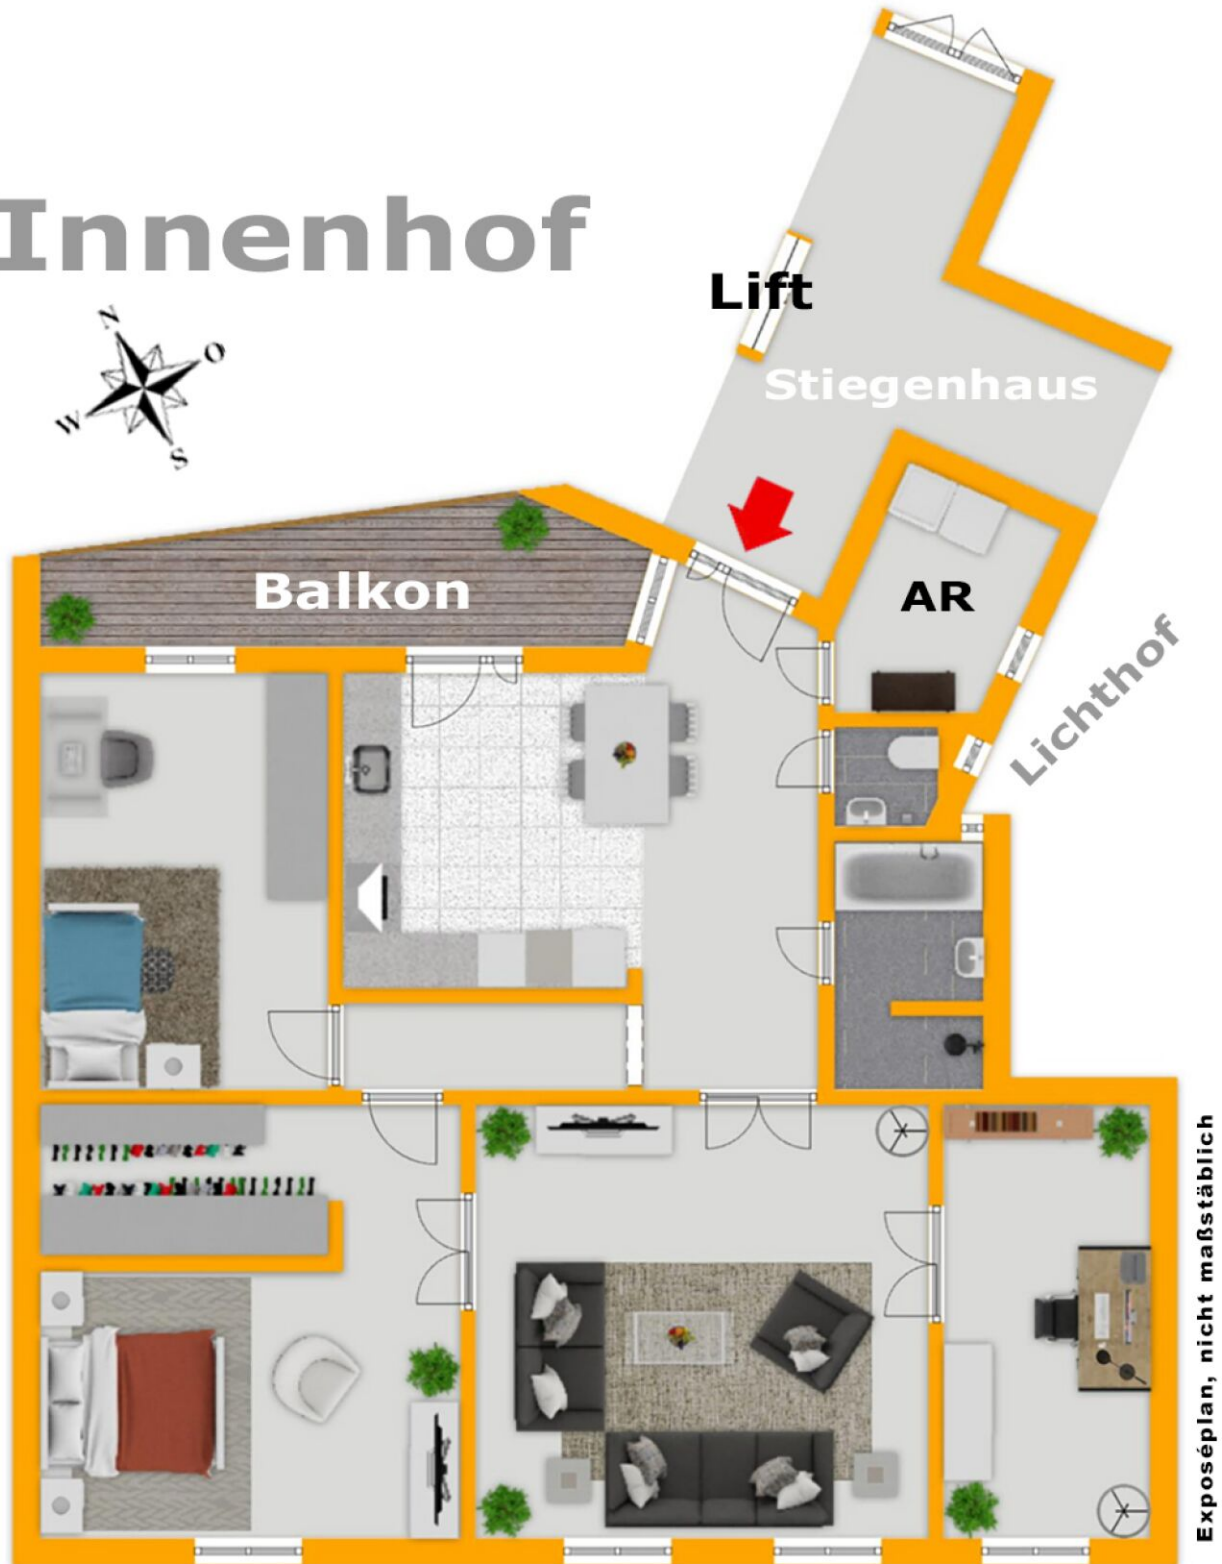 Innenhof
Lift
Stiegenhaus
N
O
W
S
Balkon
AR
Lichthof
Exposéplan, nicht maßstäblich